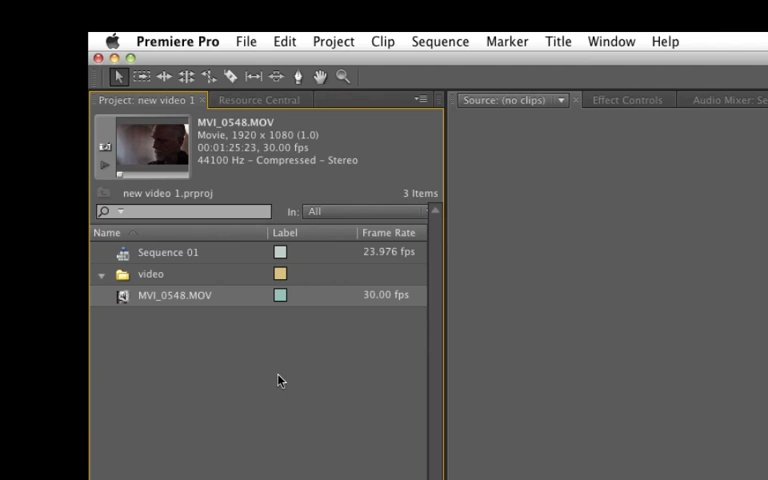 Premiere Pro File Edit Project Clip Sequence Marker Title Window Help
Project: new video 1 Resource Central Source: (no clips) Effect Controls Audio Mixer: Se
MVI_0548.MOV
Movie, 1920 x 1080 (1.0)
00:01:25:23, 30.00 fps
44100 Hz - Compressed - Stereo
new video 1.prproj 3 Items
In: All
Name Label Frame Rate
Sequence 01 23.976 fps
video
MVI_0548.MOV 30.00 fps